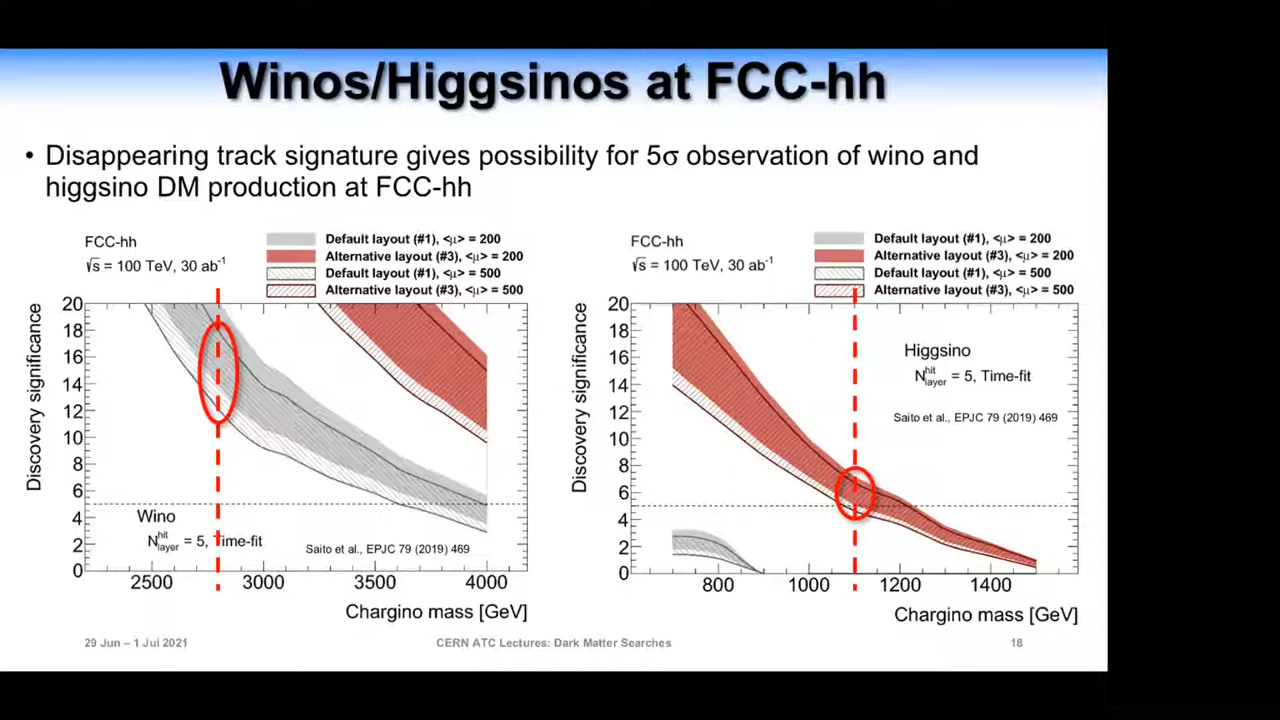 Winos/Higgsinos at FCC-hh
• Disappearing track signature gives possibility for 5σ observation of wino and
higgsino DM production at FCC-hh
FCC-hh
√s = 100 TeV, 30 ab⁻¹
Default layout (#1), <μ> = 200
Alternative layout (#3), <μ> = 200
Default layout (#1), <μ> = 500
Alternative layout (#3), <μ> = 500
Discovery significance
20
18
16
14
12
10
8
6
4
2
0
Wino
N^hit_layer = 5, Time-fit
Saito et al., EPJC 79 (2019) 469
2500 3000 3500 4000
Chargino mass [GeV]
FCC-hh
√s = 100 TeV, 30 ab⁻¹
Default layout (#1), <μ> = 200
Alternative layout (#3), <μ> = 200
Default layout (#1), <μ> = 500
Alternative layout (#3), <μ> = 500
Discovery significance
20
18
16
14
12
10
8
6
4
2
0
Higgsino
N^hit_layer = 5, Time-fit
Saito et al., EPJC 79 (2019) 469
800 1000 1200 1400
Chargino mass [GeV]
29 Jun – 1 Jul 2021
CERN ATC Lectures: Dark Matter Searches
18